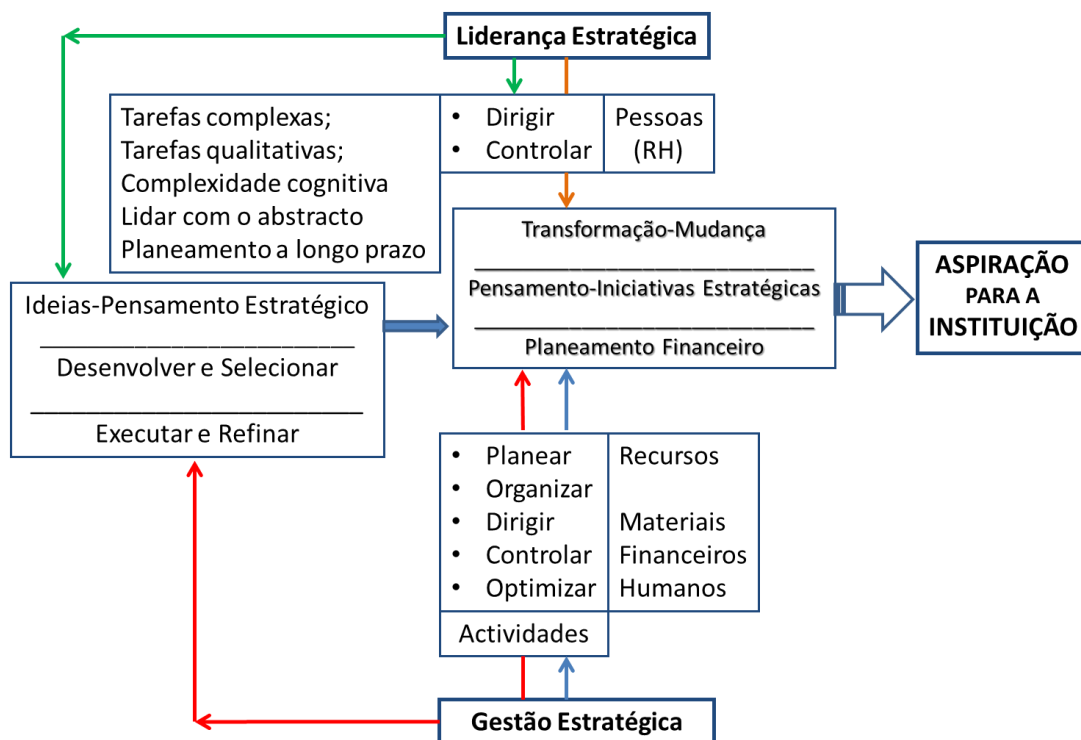 Liderança Estratégica
Tarefas complexas;
Tarefas qualitativas;
Complexidade cognitiva
Lidar com o abstracto
Planeamento a longo prazo
• Dirigir
• Controlar
Pessoas
(RH)
Transformação-Mudança
Pensamento-Iniciativas Estratégicas
Planeamento Financeiro
ASPIRAÇÃO
PARA A
INSTITUIÇÃO
Ideias-Pensamento Estratégico
Desenvolver e Selecionar
Executar e Refinar
• Planear
• Organizar
• Dirigir
• Controlar
• Optimizar
Recursos
Materiais
Financeiros
Humanos
Actividades
Gestão Estratégica